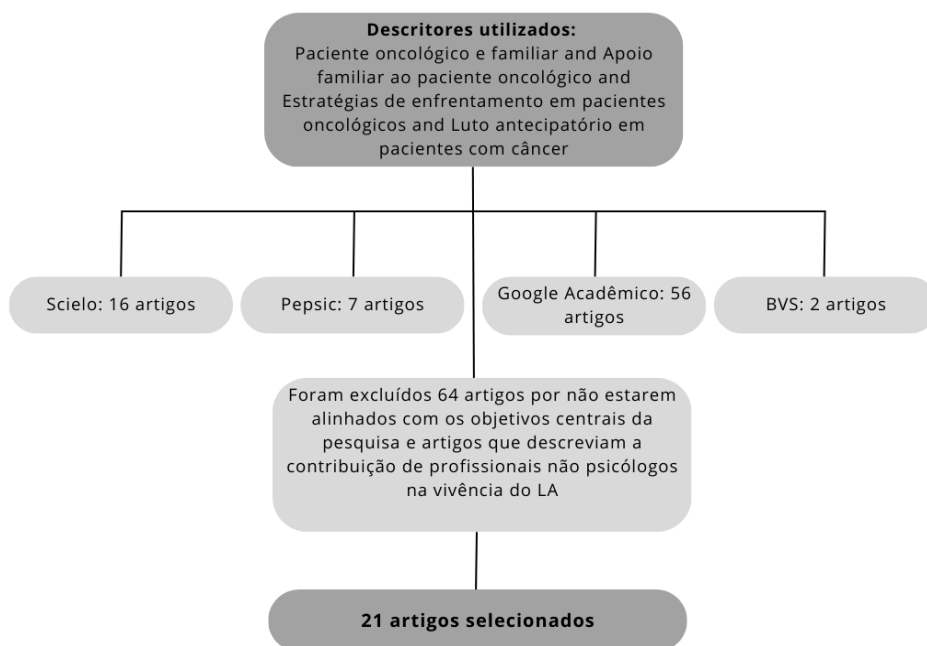 Descritores utilizados:
Paciente oncológico e familiar and Apoio
familiar ao paciente oncológico and
Estratégias de enfrentamento em pacientes
oncológicos and Luto antecipatório em
pacientes com câncer
Scielo: 16 artigos
Pepsic: 7 artigos
Google Acadêmico: 56
artigos
BVS: 2 artigos
Foram excluídos 64 artigos por não estarem
alinhados com os objetivos centrais da
pesquisa e artigos que descreviam a
contribuição de profissionais não psicólogos
na vivência do LA
21 artigos selecionados